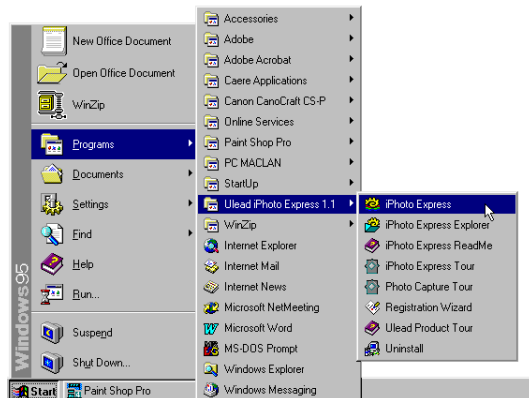 New Office Document
Open Office Document
WinZip
Programs
Documents
Settings
Find
Help
Run...
Suspend
Shut Down...
Windows95
Accessories
Adobe
Adobe Acrobat
Caere Applications
Canon CanoCraft CS-P
Online Services
Paint Shop Pro
PC MACLAN
StartUp
Ulead iPhoto Express 1.1
WinZip
Internet Explorer
Internet Mail
Internet News
Microsoft NetMeeting
Microsoft Word
MS-DOS Prompt
Windows Explorer
Windows Messaging
iPhoto Express
iPhoto Express Explorer
iPhoto Express ReadMe
iPhoto Express Tour
Photo Capture Tour
Registration Wizard
Ulead Product Tour
Uninstall
Start
Paint Shop Pro